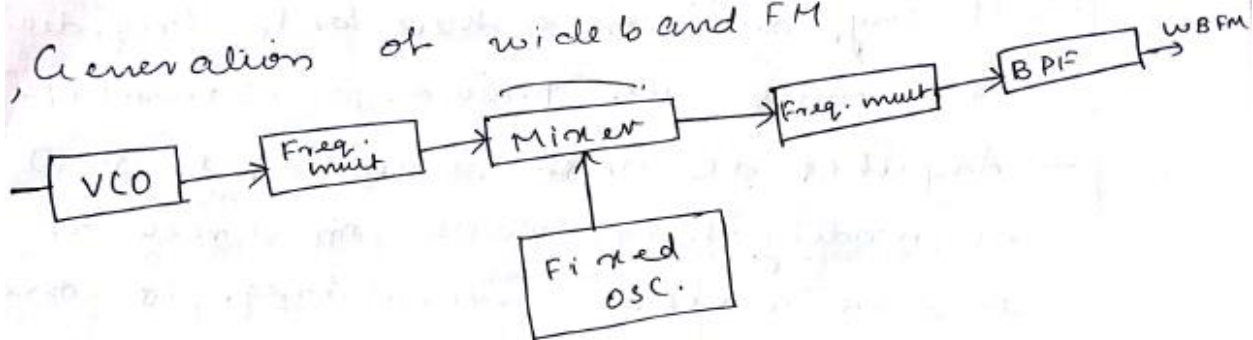 , Generation of wideband FM
VCO
Freq.
mult
Mixer
Fixed
OSC.
Freq. mult
BPF
WBFM